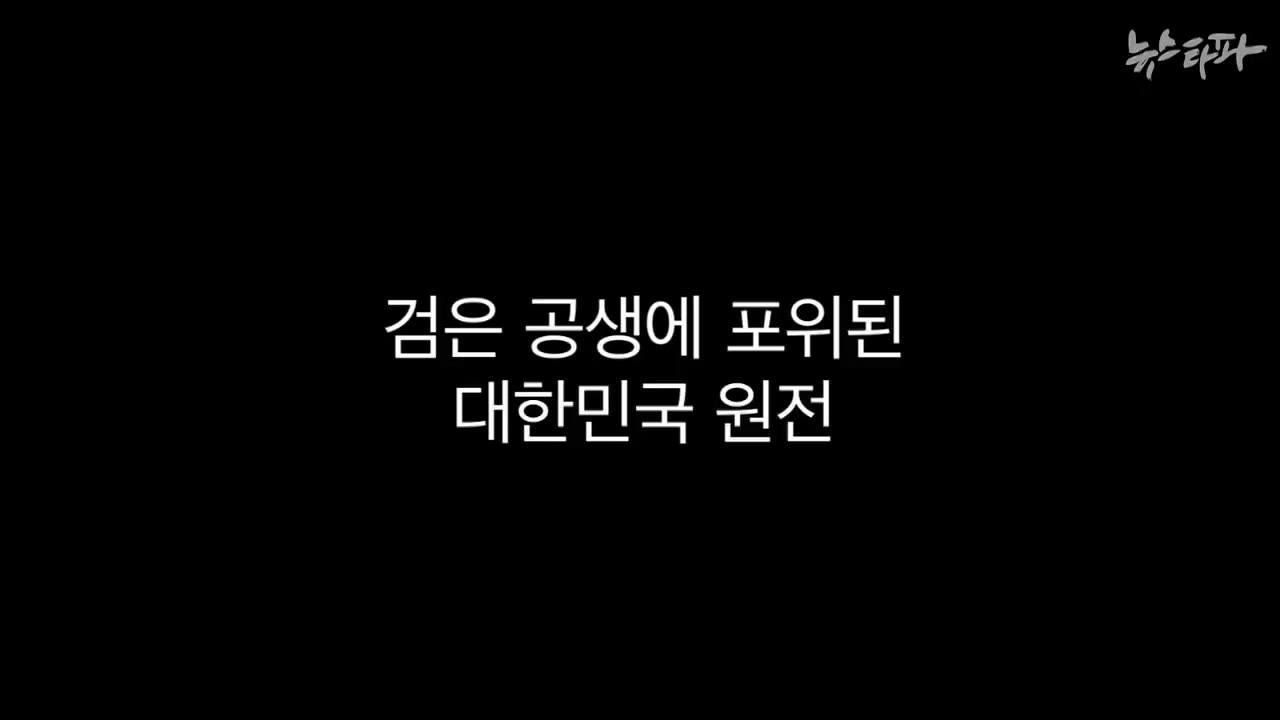 뉴스타파
검은 공생에 포위된
대한민국 원전